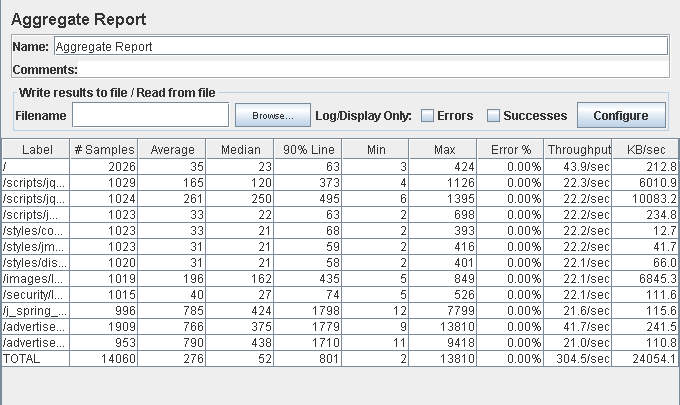 Aggregate Report
Name: Aggregate Report
Comments:
Write results to file / Read from file
Filename Browse... Log/Display Only: Errors Successes Configure
Label # Samples Average Median 90% Line Min Max Error % Throughput KB/sec
/ 2026 35 23 63 3 424 0.00% 43.9/sec 212.8
/scripts/jq... 1029 165 120 373 4 1126 0.00% 22.3/sec 6010.9
/scripts/jq... 1024 261 250 495 6 1395 0.00% 22.2/sec 10083.2
/scripts/j... 1023 33 22 63 2 698 0.00% 22.2/sec 234.8
/styles/co... 1023 33 21 68 2 393 0.00% 22.2/sec 12.7
/styles/jm... 1023 31 21 59 2 416 0.00% 22.2/sec 41.7
/styles/dis... 1020 31 21 58 2 401 0.00% 22.1/sec 66.0
/images/l... 1019 196 162 435 5 849 0.00% 22.1/sec 6845.3
/security/l... 1015 40 27 74 5 526 0.00% 22.1/sec 111.6
/j_spring_... 996 785 424 1798 12 7799 0.00% 21.6/sec 115.6
/advertise... 1909 766 375 1779 9 13810 0.00% 41.7/sec 241.5
/advertise... 953 790 438 1710 11 9418 0.00% 21.0/sec 110.8
TOTAL 14060 276 52 801 2 13810 0.00% 304.5/sec 24054.1